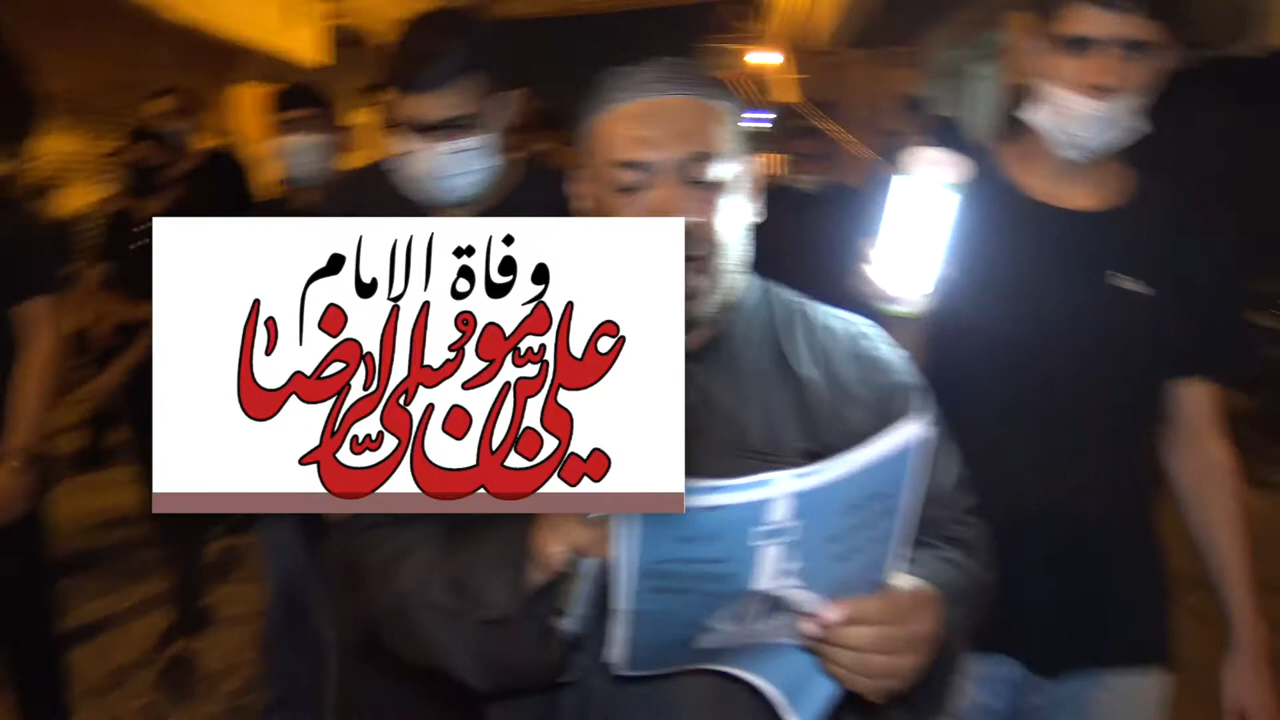 وفاة الامام
علي بن موسى الرضا